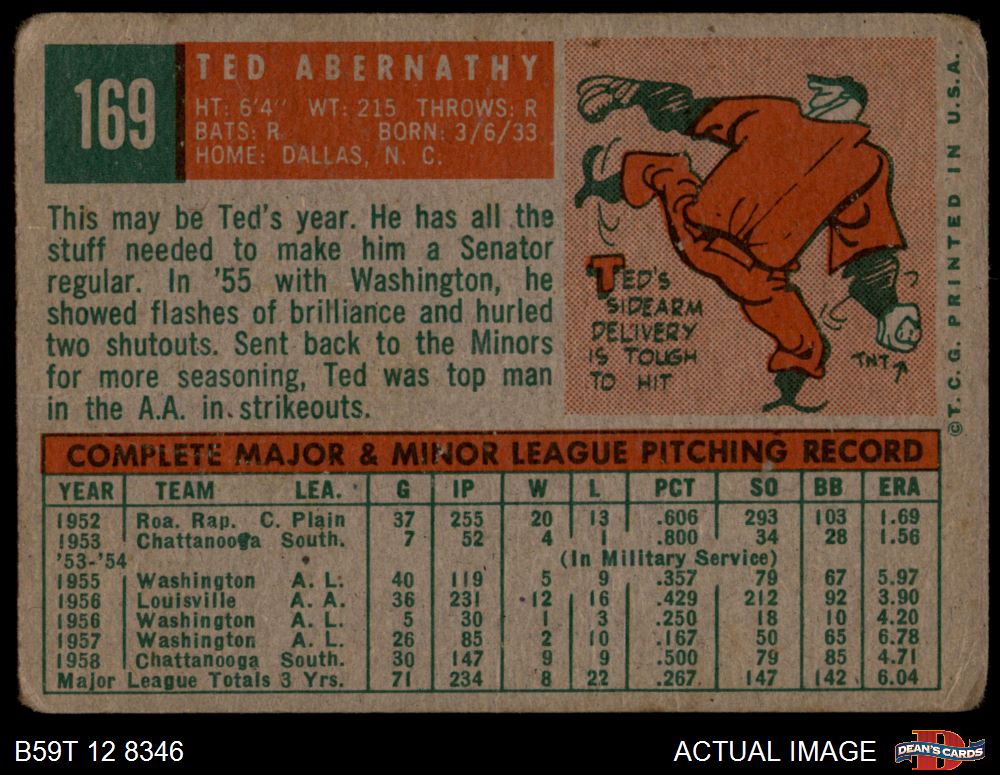 169
TED ABERNATHY
HT: 6'4" WT: 215 THROWS: R
BATS: R BORN: 3/6/33
HOME: DALLAS, N. C.
This may be Ted's year. He has all the
stuff needed to make him a Senator
regular. In '55 with Washington, he
showed flashes of brilliance and hurled
two shutouts. Sent back to the Minors
for more seasoning, Ted was top man
in the A.A. in strikeouts.
TED'S
SIDEARM
DELIVERY
IS TOUGH
TO HIT
TNT
©T. C. G. PRINTED IN U.S.A.
COMPLETE MAJOR & MINOR LEAGUE PITCHING RECORD
YEAR TEAM LEA. G IP W L PCT SO BB ERA
1952 Roa. Rap. C. Plain 37 255 20 13 .606 293 103 1.69
1953 Chattanooga South. 7 52 4 1 .800 34 28 1.56
'53-'54 (In Military Service)
1955 Washington A. L. 40 119 5 9 .357 79 67 5.97
1956 Louisville A. A. 36 231 12 16 .429 212 92 3.90
1956 Washington A. L. 5 30 1 3 .250 18 10 4.20
1957 Washington A. L. 26 85 2 10 .167 50 65 6.78
1958 Chattanooga South. 30 147 9 9 .500 79 85 4.71
Major League Totals 3 Yrs. 71 234 8 22 .267 147 142 6.04
B59T 12 8346
ACTUAL IMAGE
D
DEAN'S CARDS